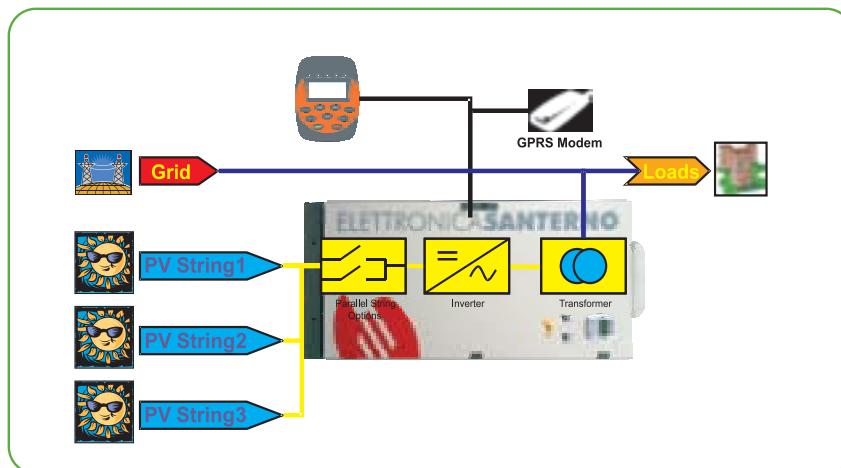 GPRS Modem
Grid
Loads
ELETTRONICASANTERNO
PV String1
Parallel String
Options
Inverter
Transformer
PV String2
PV String3